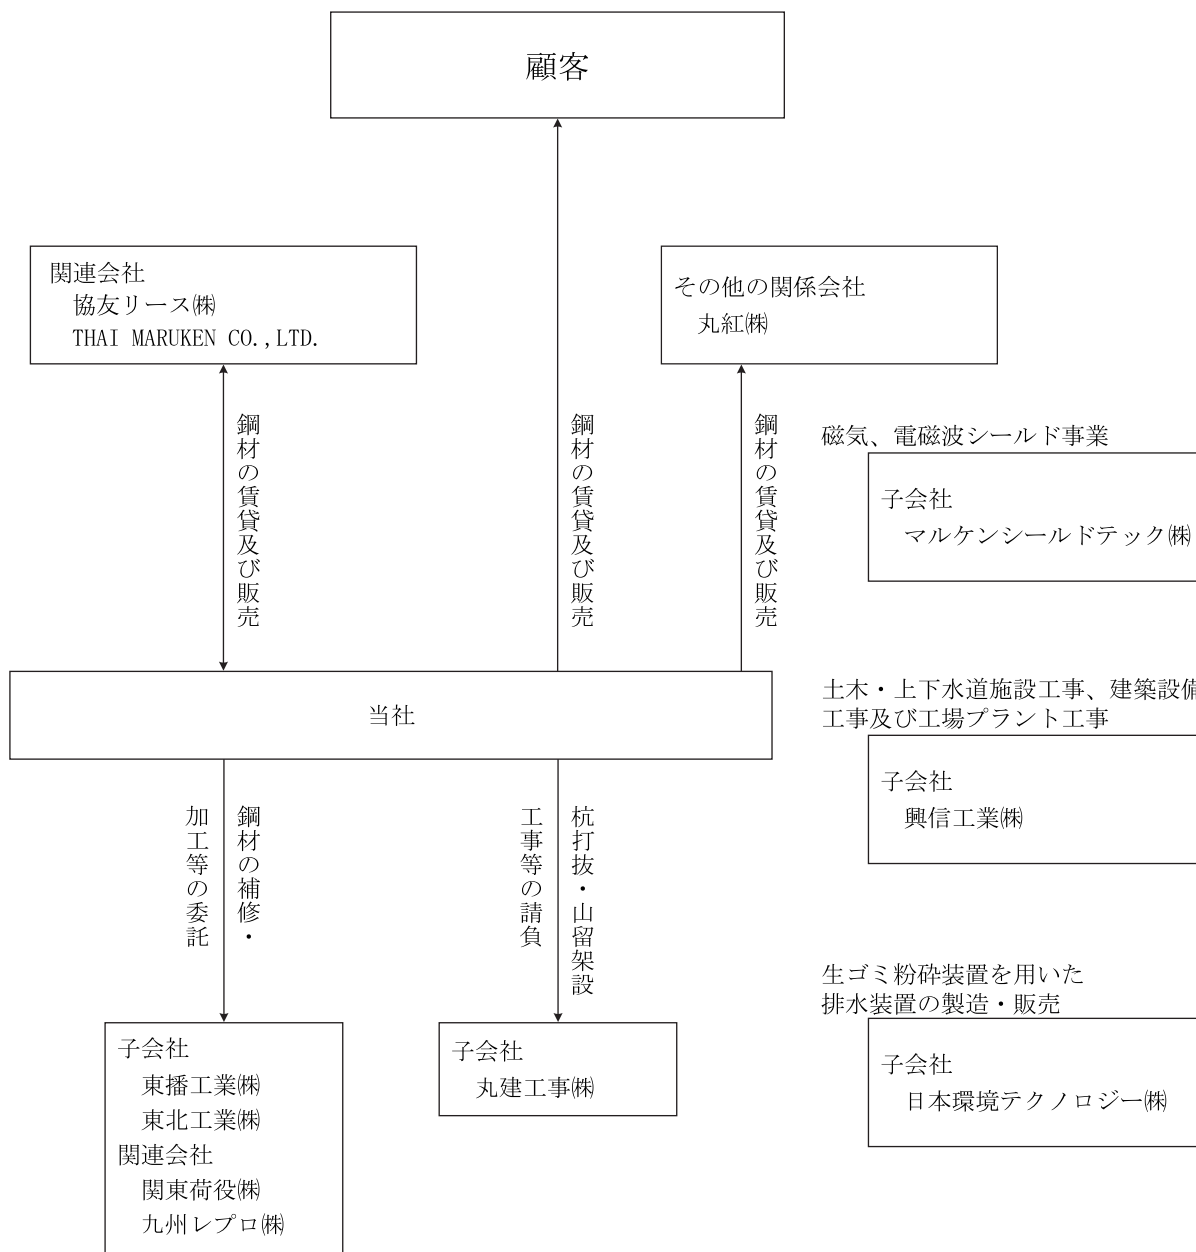 顧客
関連会社
協友リース㈱
THAI MARUKEN CO.,LTD.
その他の関係会社
丸紅㈱
鋼材の賃貸及び販売
鋼材の賃貸及び販売
鋼材の賃貸及び販売
磁気、電磁波シールド事業
子会社
マルケンシールドテック㈱
当社
土木・上下水道施設工事、建築設備
工事及び工場プラント工事
子会社
興信工業㈱
鋼材の補修・
加工等の委託
杭打抜・山留架設
工事等の請負
生ゴミ粉砕装置を用いた
排水装置の製造・販売
子会社
日本環境テクノロジー㈱
子会社
東播工業㈱
東北工業㈱
関連会社
関東荷役㈱
九州レプロ㈱
子会社
丸建工事㈱